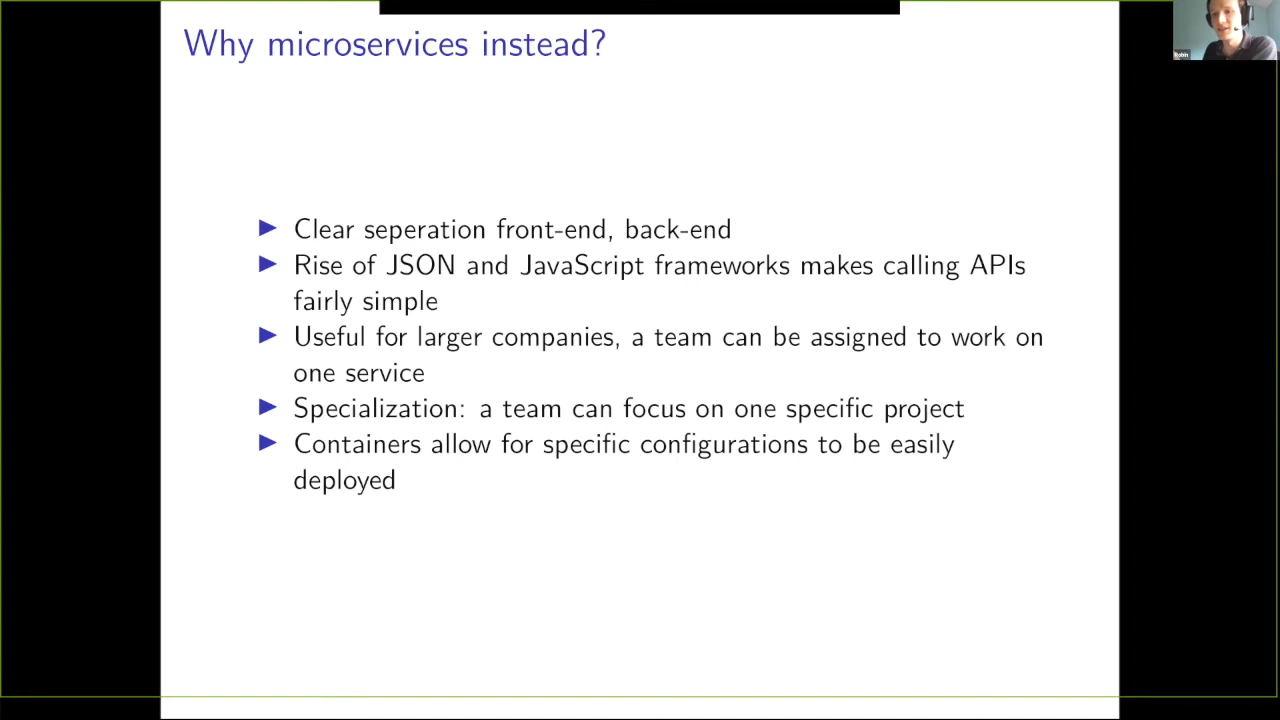 Why microservices instead?
Robin
Clear seperation front-end, back-end
Rise of JSON and JavaScript frameworks makes calling APIs
fairly simple
Useful for larger companies, a team can be assigned to work on
one service
Specialization: a team can focus on one specific project
Containers allow for specific configurations to be easily
deployed